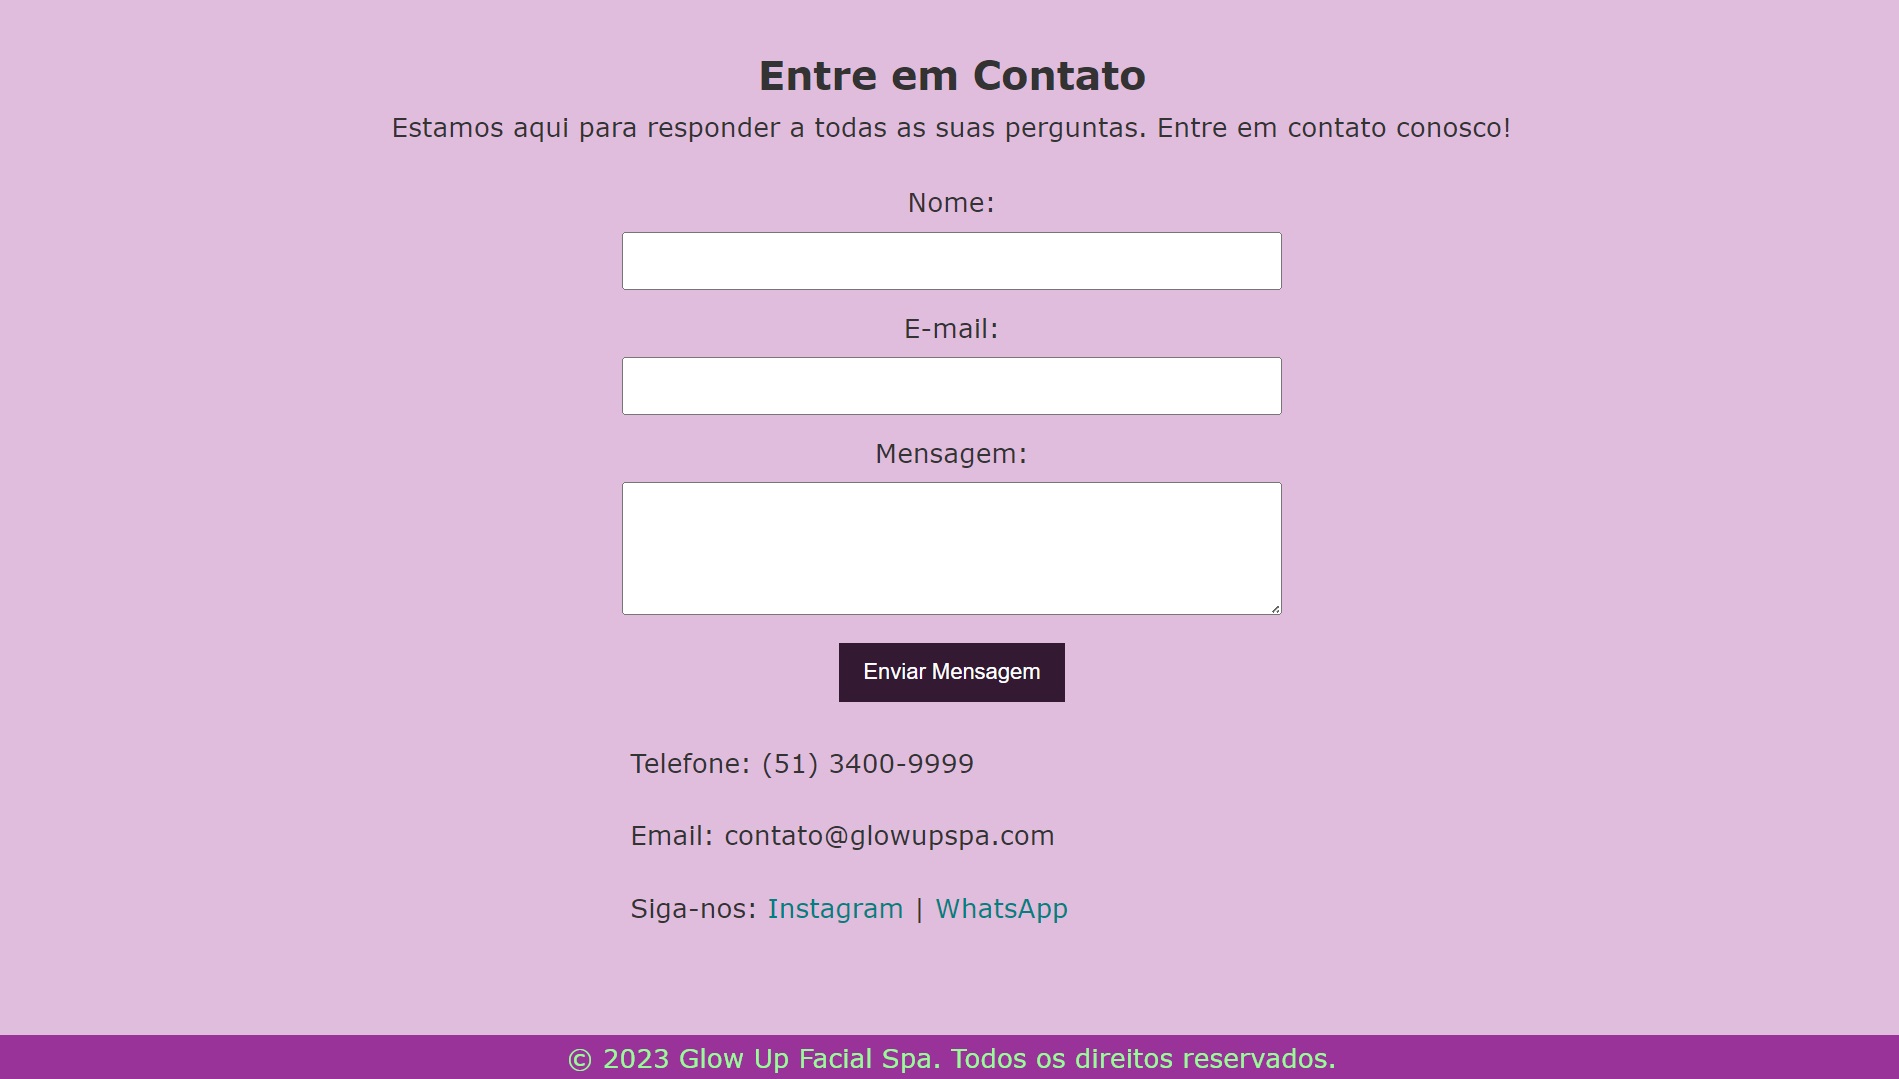 Entre em Contato
Estamos aqui para responder a todas as suas perguntas. Entre em contato conosco!
Nome:
E-mail:
Mensagem:
Enviar Mensagem
Telefone: (51) 3400-9999
Email: contato@glowupspa.com
Siga-nos: Instagram | WhatsApp
© 2023 Glow Up Facial Spa. Todos os direitos reservados.